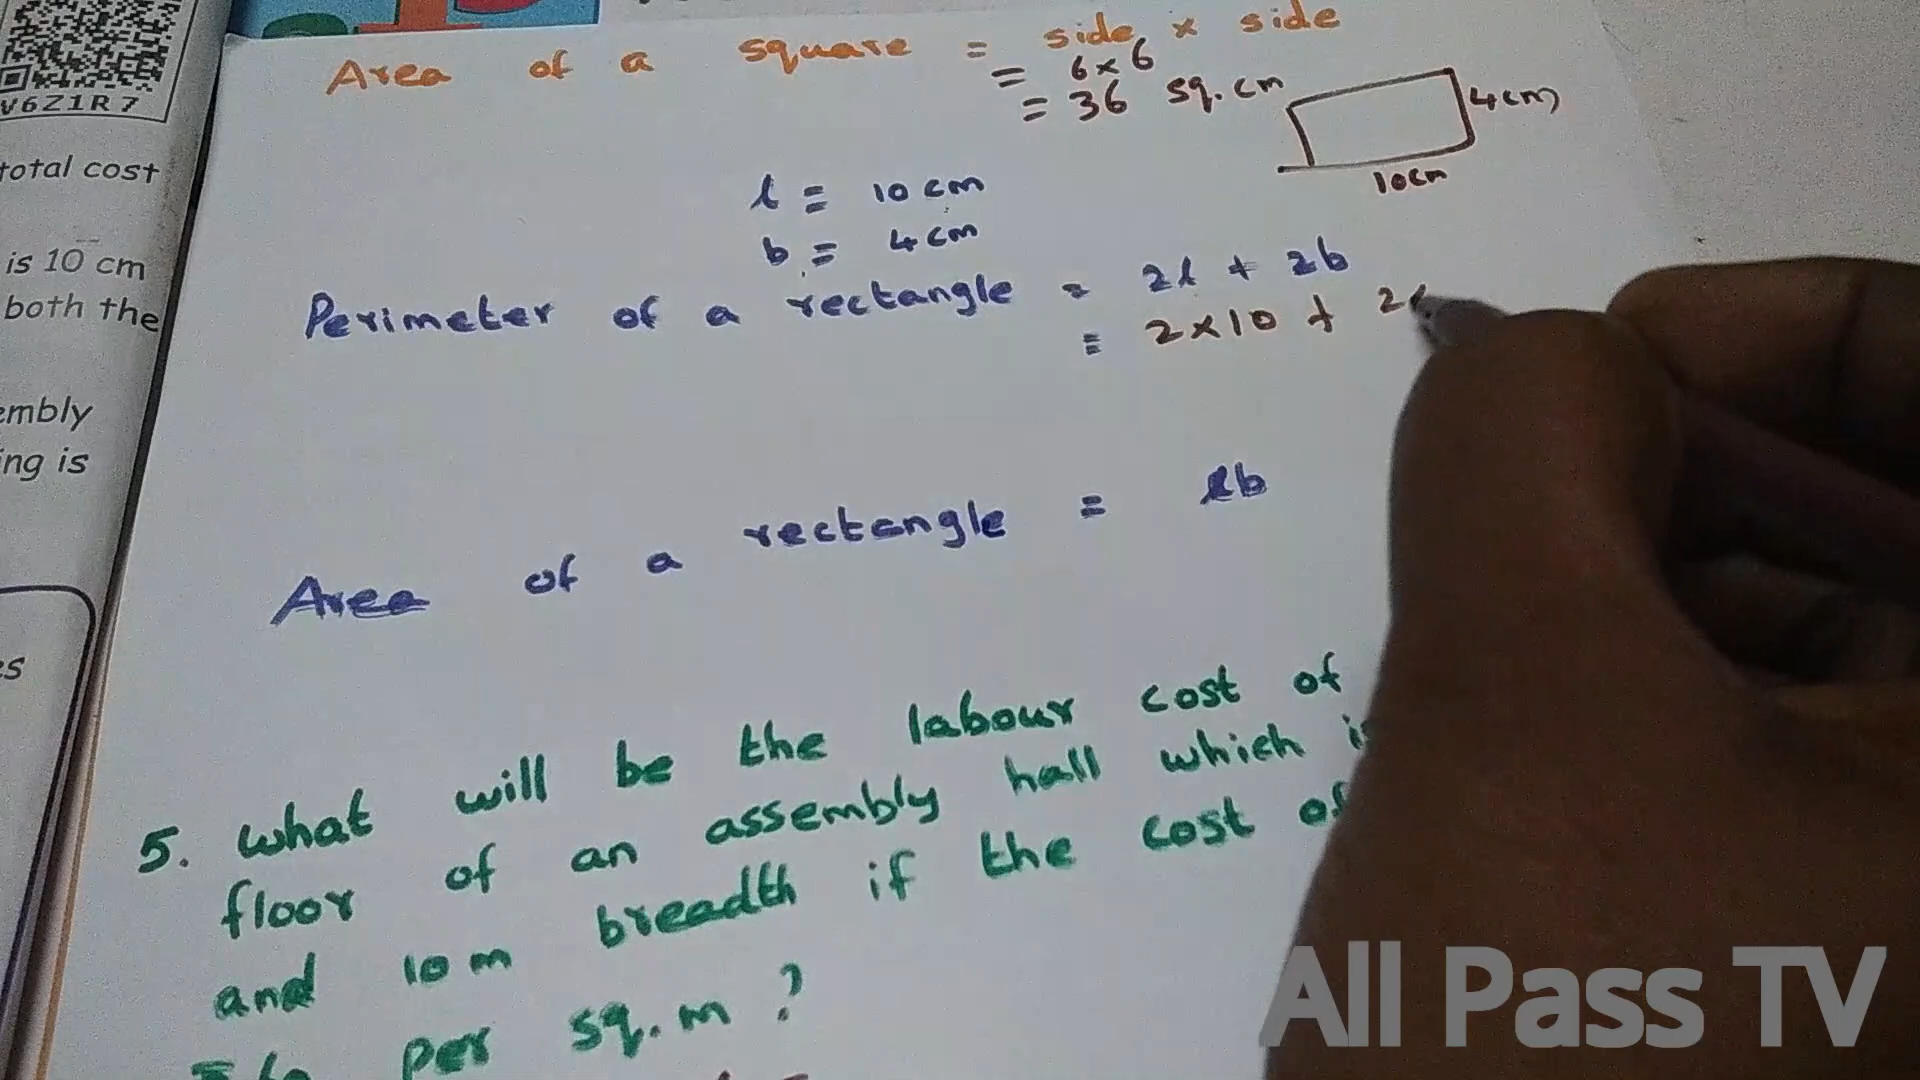 V6Z1R7
total cost
is 10 cm
both the
embly
ing is
es
Area of a square = side x side
= 6 x 6
= 36 sq. cm
4cm
10cm
l = 10 cm
b = 4 cm
Perimeter of a rectangle = 2l + 2b
= 2 x 10 + 2
Area of a rectangle = lb
5. what will be the labour cost of
floor of an assembly hall which i
and 10 m breadth if the cost of
per sq. m ?
All Pass TV